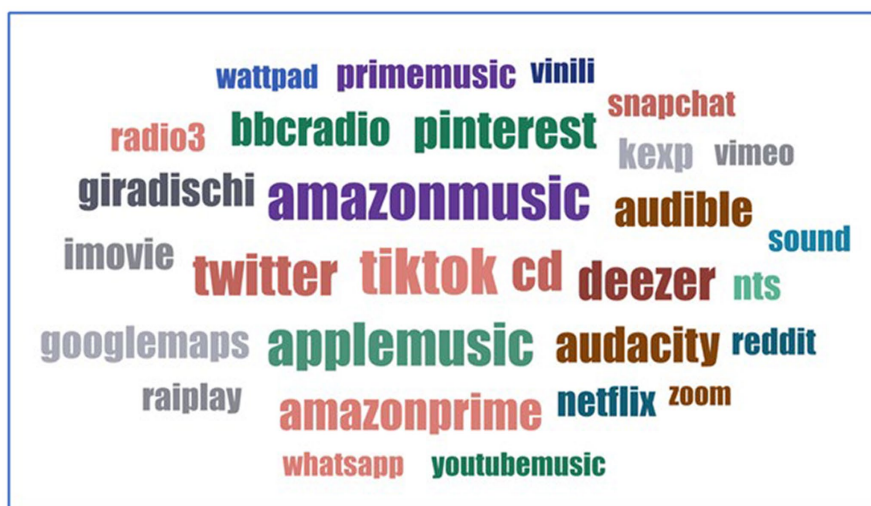 wattpad primemusic vinili
snapchat
radio3 bbcradio pinterest
kexp vimeo
giradischi amazonmusic audible
sound
imovie twitter tiktok cd deezer nts
googlemaps applemusic audacity reddit
raiplay amazonprime netflix zoom
whatsapp youtubemusic